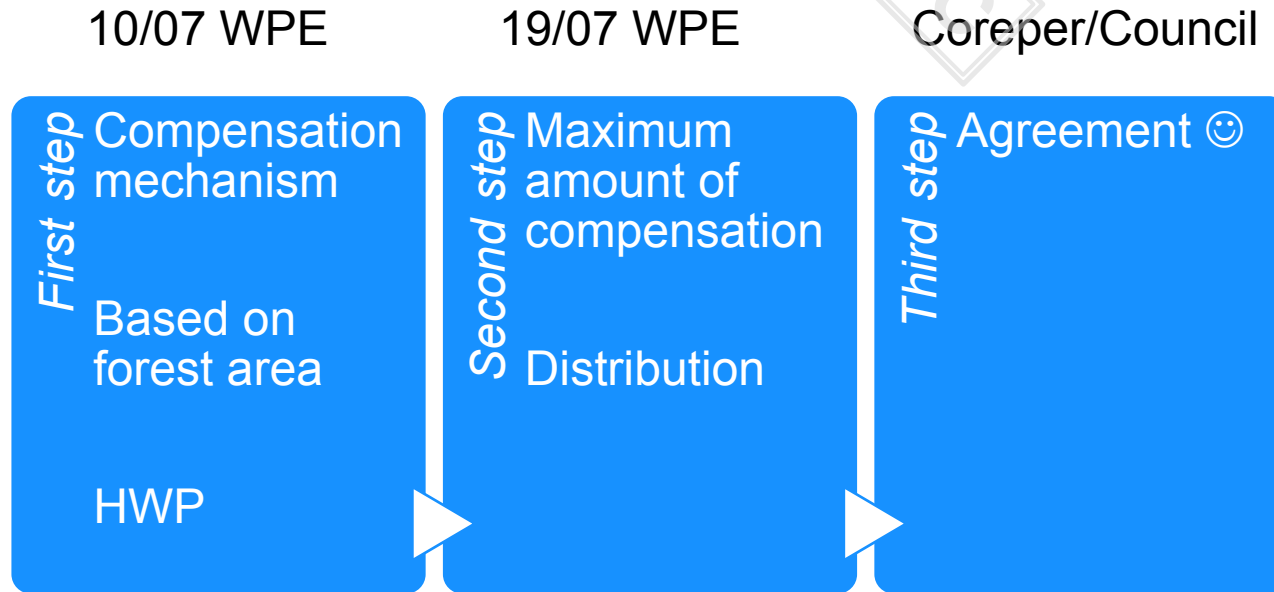 10/07 WPE
19/07 WPE
Coreper/Council
First step
Compensation
mechanism
Based on
forest area
HWP
Second step
Maximum
amount of
compensation
Distribution
Third step
Agreement ☺